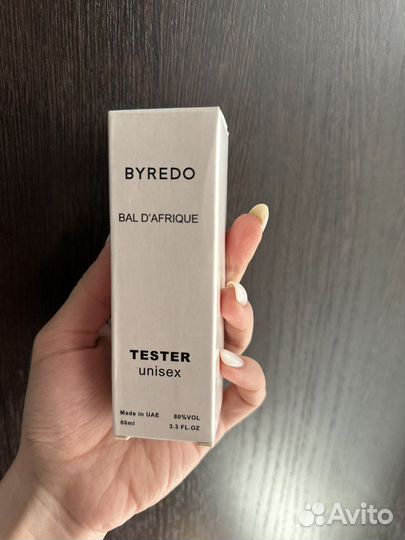 BYREDO
BAL D'AFRIQUE
TESTER
unisex
Made in UAE 80%VOL
60ml 3.3 FL.OZ
Avito